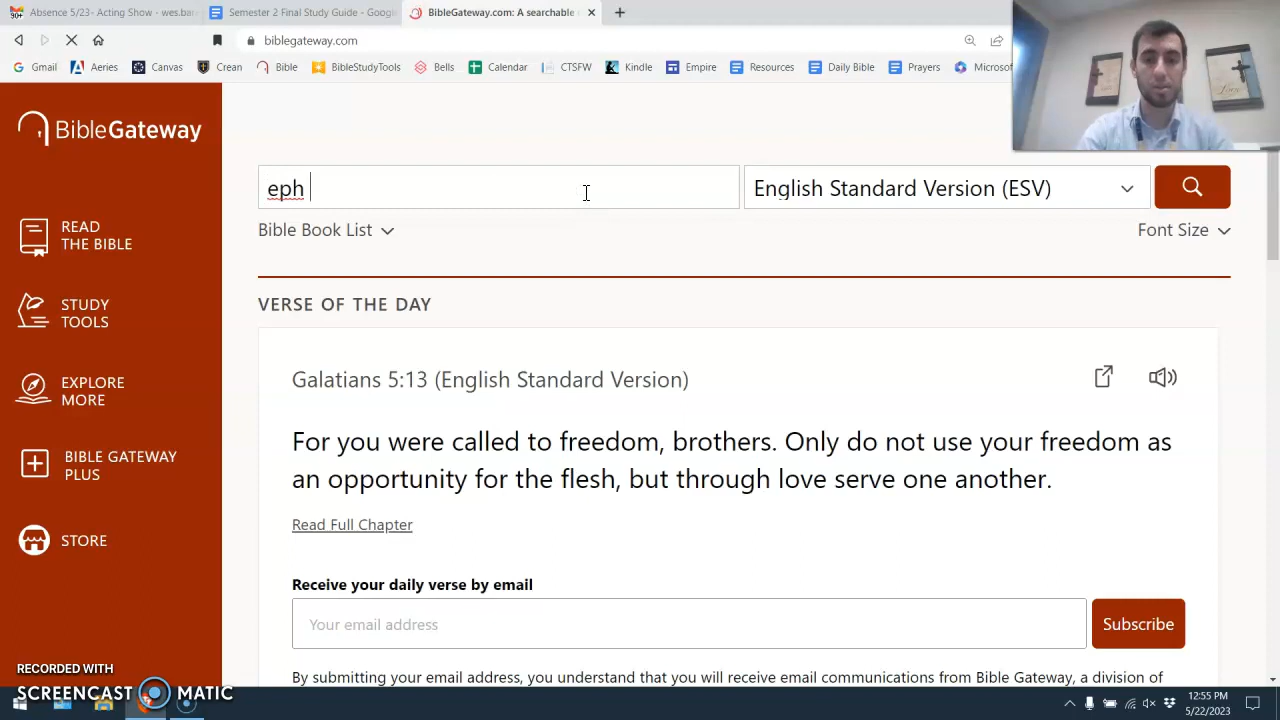 Absence 5/23- Acting Show - wes.bar
Semester 2 Final Study Guide - Googl
BibleGateway.com: A searchable
biblegateway.com
Gmail
Aeries
Canvas
Crean
Bible
BibleStudyTools
Bells
Calendar
CTSFW
Kindle
Empire
Resources
Daily Bible
Prayers
Microsof
BibleGateway
eph
English Standard Version (ESV)
Bible Book List
Font Size
READ
THE BIBLE
STUDY
TOOLS
EXPLORE
MORE
BIBLE GATEWAY
PLUS
STORE
VERSE OF THE DAY
Galatians 5:13 (English Standard Version)
For you were called to freedom, brothers. Only do not use your freedom as
an opportunity for the flesh, but through love serve one another.
Read Full Chapter
Receive your daily verse by email
Your email address
Subscribe
By submitting your email address, you understand that you will receive email communications from Bible Gateway, a division of
RECORDED WITH
SCREENCAST MATIC
12:55 PM
5/22/2023